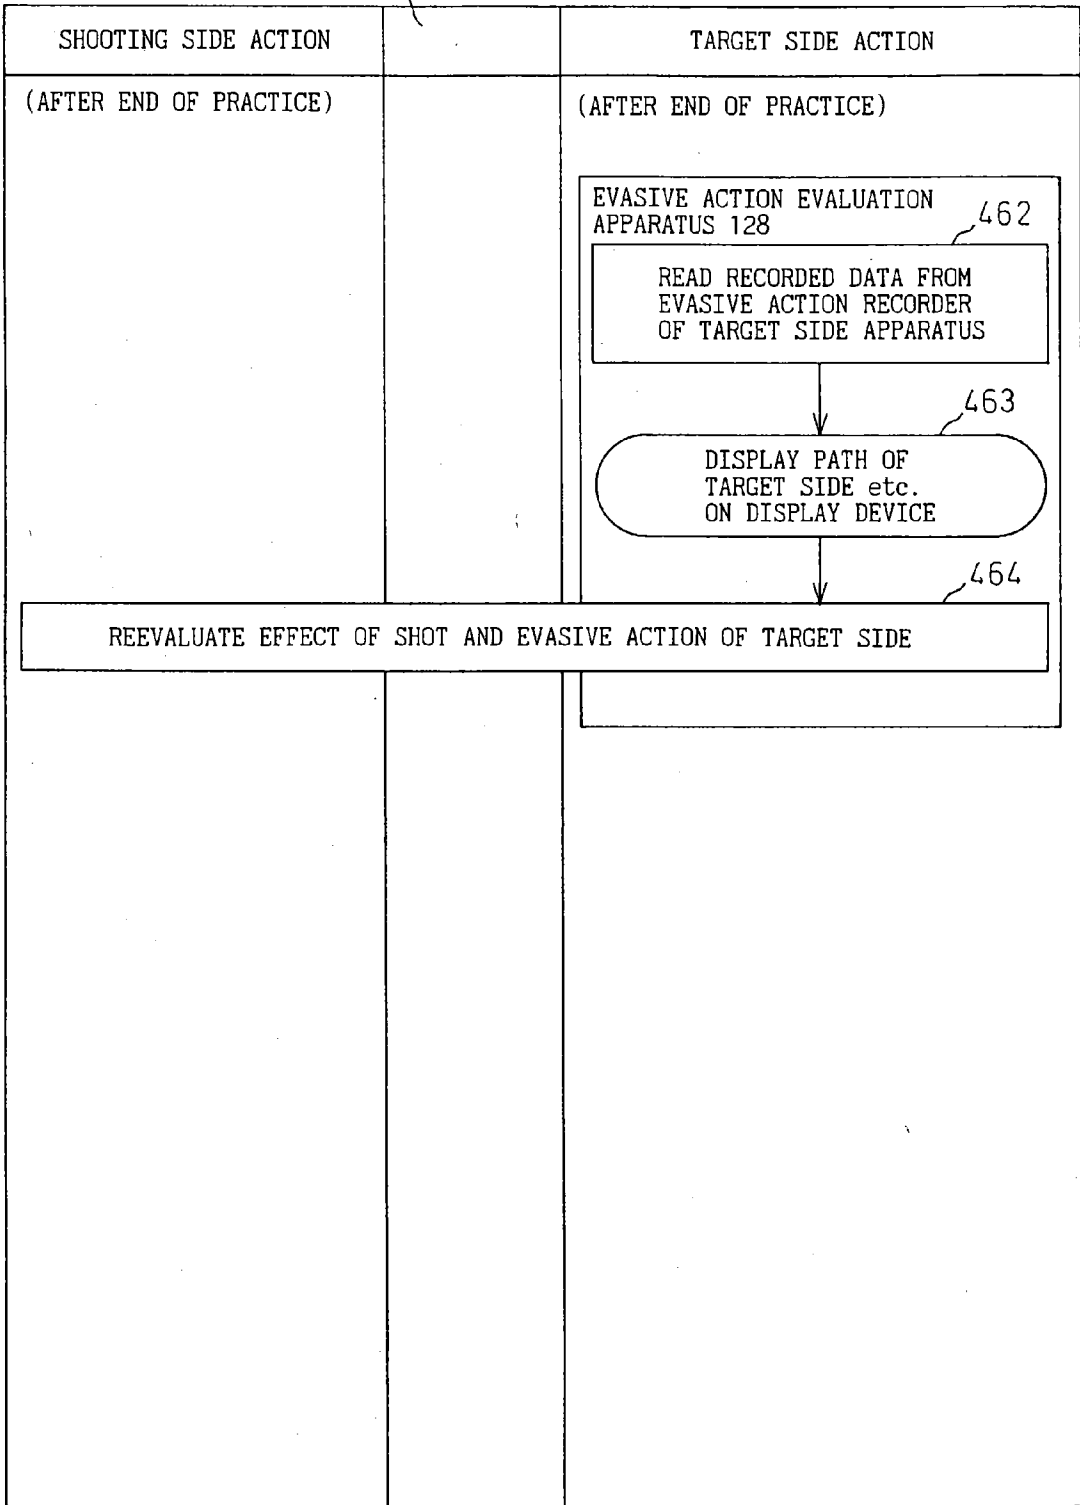 SHOOTING SIDE ACTION
TARGET SIDE ACTION
(AFTER END OF PRACTICE)
(AFTER END OF PRACTICE)
EVASIVE ACTION EVALUATION
APPARATUS 128
462
READ RECORDED DATA FROM
EVASIVE ACTION RECORDER
OF TARGET SIDE APPARATUS
463
DISPLAY PATH OF
TARGET SIDE etc.
ON DISPLAY DEVICE
464
REEVALUATE EFFECT OF SHOT AND EVASIVE ACTION OF TARGET SIDE